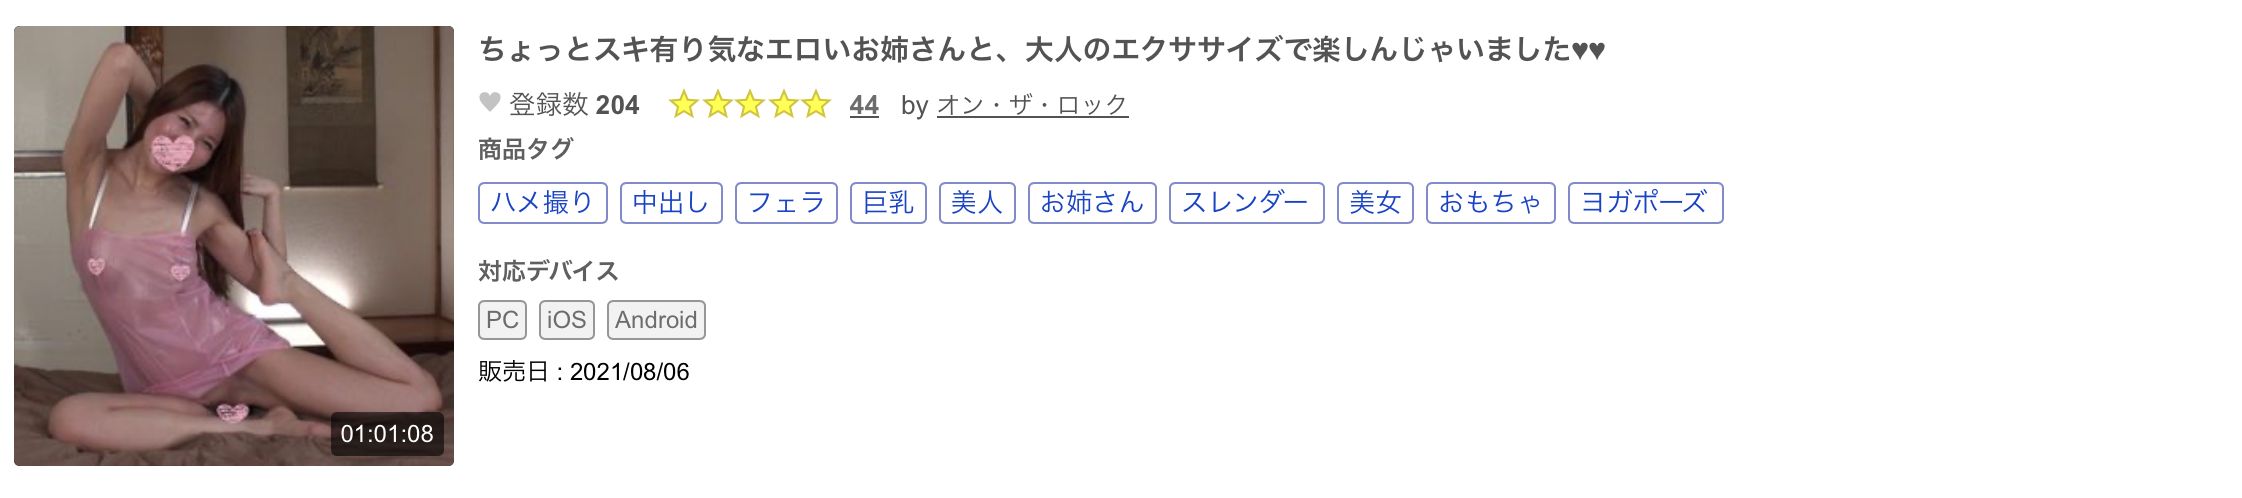 ちょっとスキ有り気なエロいお姉さんと、大人のエクササイズで楽しんじゃいました♥♥
♥ 登録数 204 ★★★★★ 44 by オン・ザ・ロック
商品タグ
ハメ撮り 中出し フェラ 巨乳 美人 お姉さん スレンダー 美女 おもちゃ ヨガポーズ
対応デバイス
PC iOS Android
販売日 : 2021/08/06
01:01:08